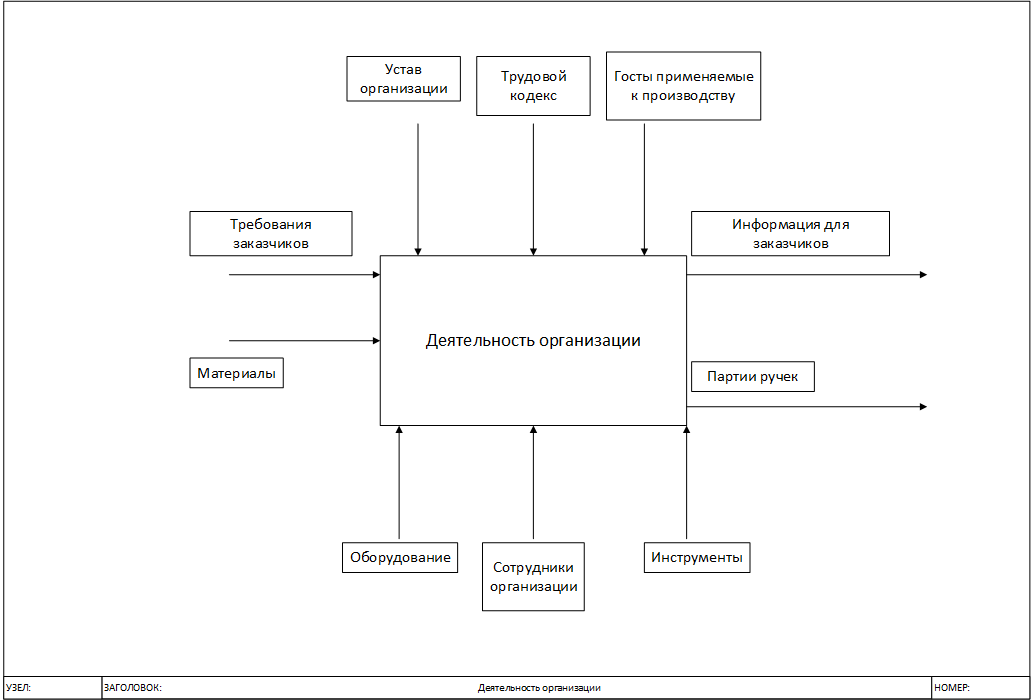 Устав
организации
Трудовой
кодекс
Госты применяемые
к производству
Требования
заказчиков
Информация для
заказчиков
Деятельность организации
Материалы
Партии ручек
Оборудование
Сотрудники
организации
Инструменты
УЗЕЛ:
ЗАГОЛОВОК:
Деятельность организации
НОМЕР: